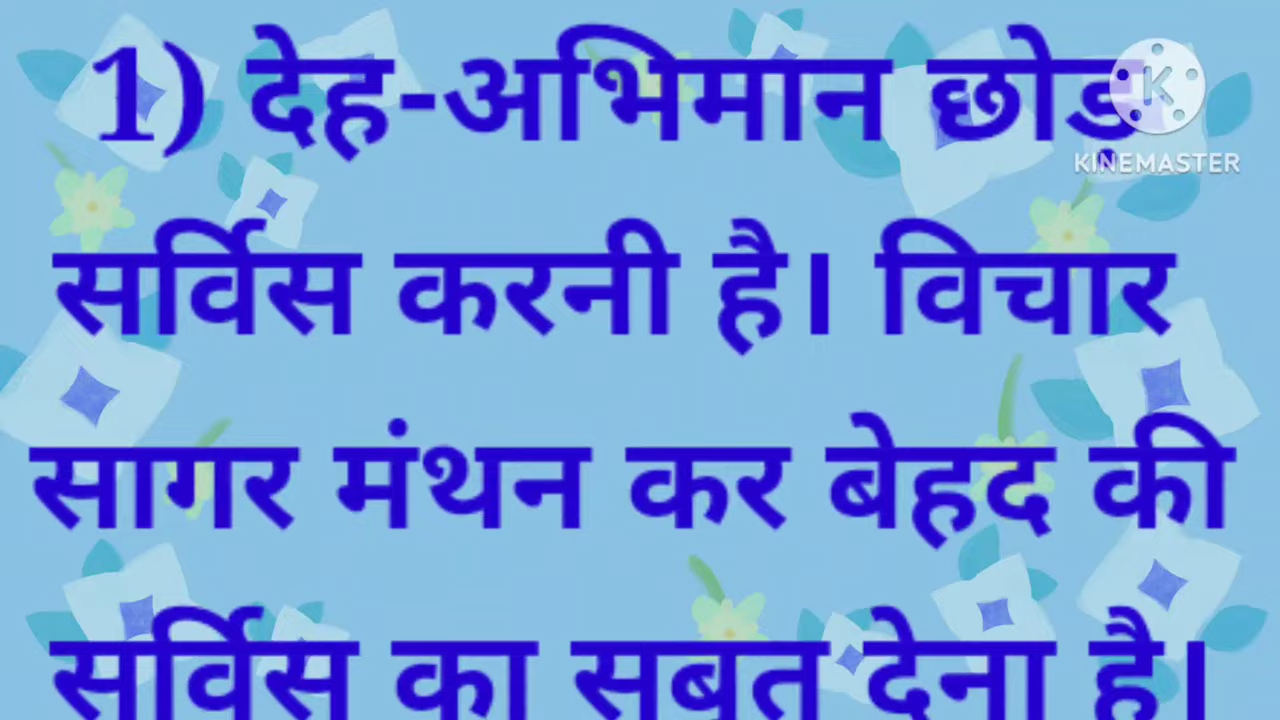 1) देह-अभिमान छोड़
सर्विस करनी है। विचार
सागर मंथन कर बेहद की
सर्विस का सबूत देना है।
KINEMASTER